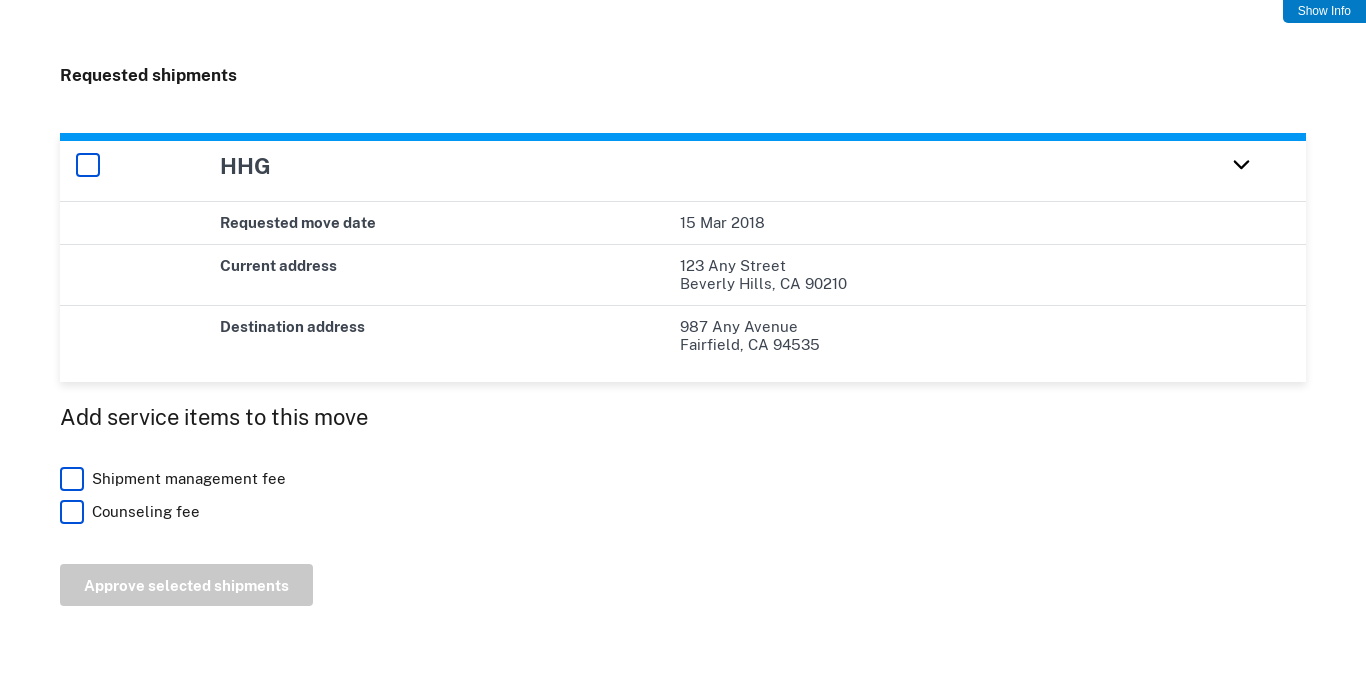 Show Info
Requested shipments
HHG
Requested move date 15 Mar 2018
Current address 123 Any Street
Beverly Hills, CA 90210
Destination address 987 Any Avenue
Fairfield, CA 94535
Add service items to this move
Shipment management fee
Counseling fee
Approve selected shipments